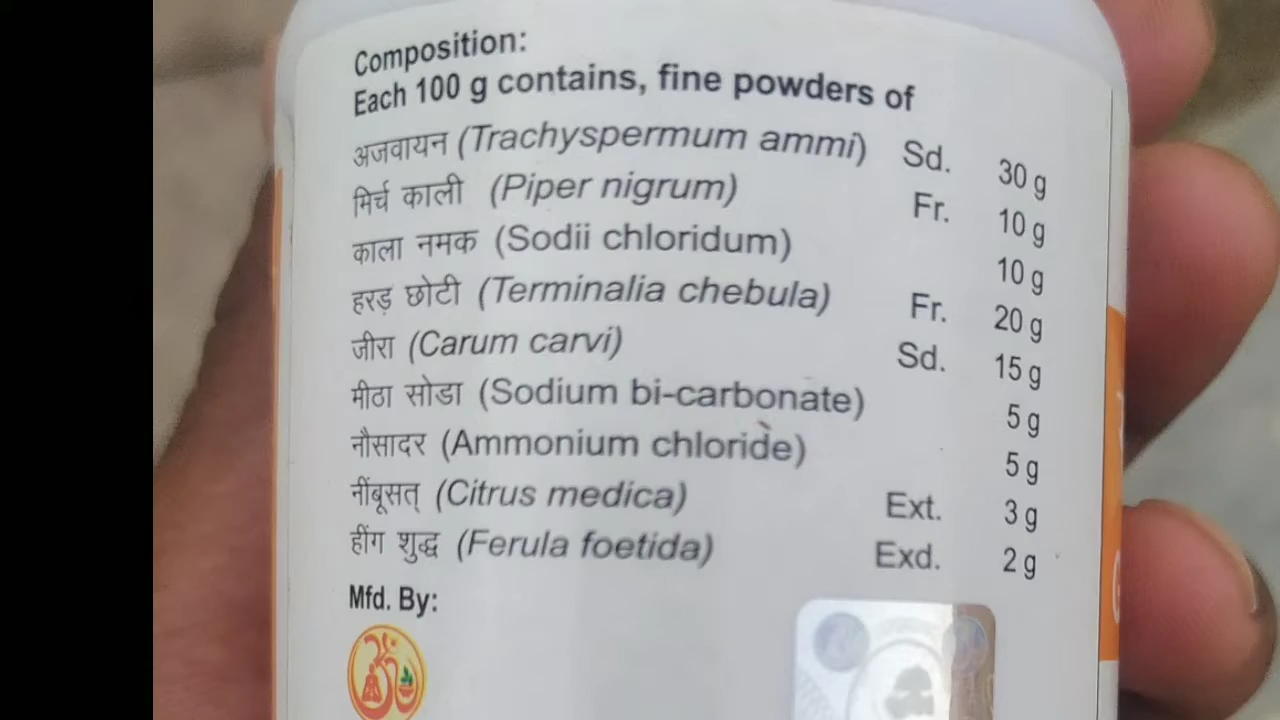 Composition:
Each 100 g contains, fine powders of
अजवायन (Trachyspermum ammi) Sd. 30 g
मिर्च काली (Piper nigrum) Fr. 10 g
काला नमक (Sodii chloridum) 10 g
हरड़ छोटी (Terminalia chebula) Fr. 20 g
जीरा (Carum carvi) Sd. 15 g
मीठा सोडा (Sodium bi-carbonate) 5 g
नौसादर (Ammonium chloride) 5 g
नींबूसत् (Citrus medica) Ext. 3 g
हींग शुद्ध (Ferula foetida) Exd. 2 g
Mfd. By: